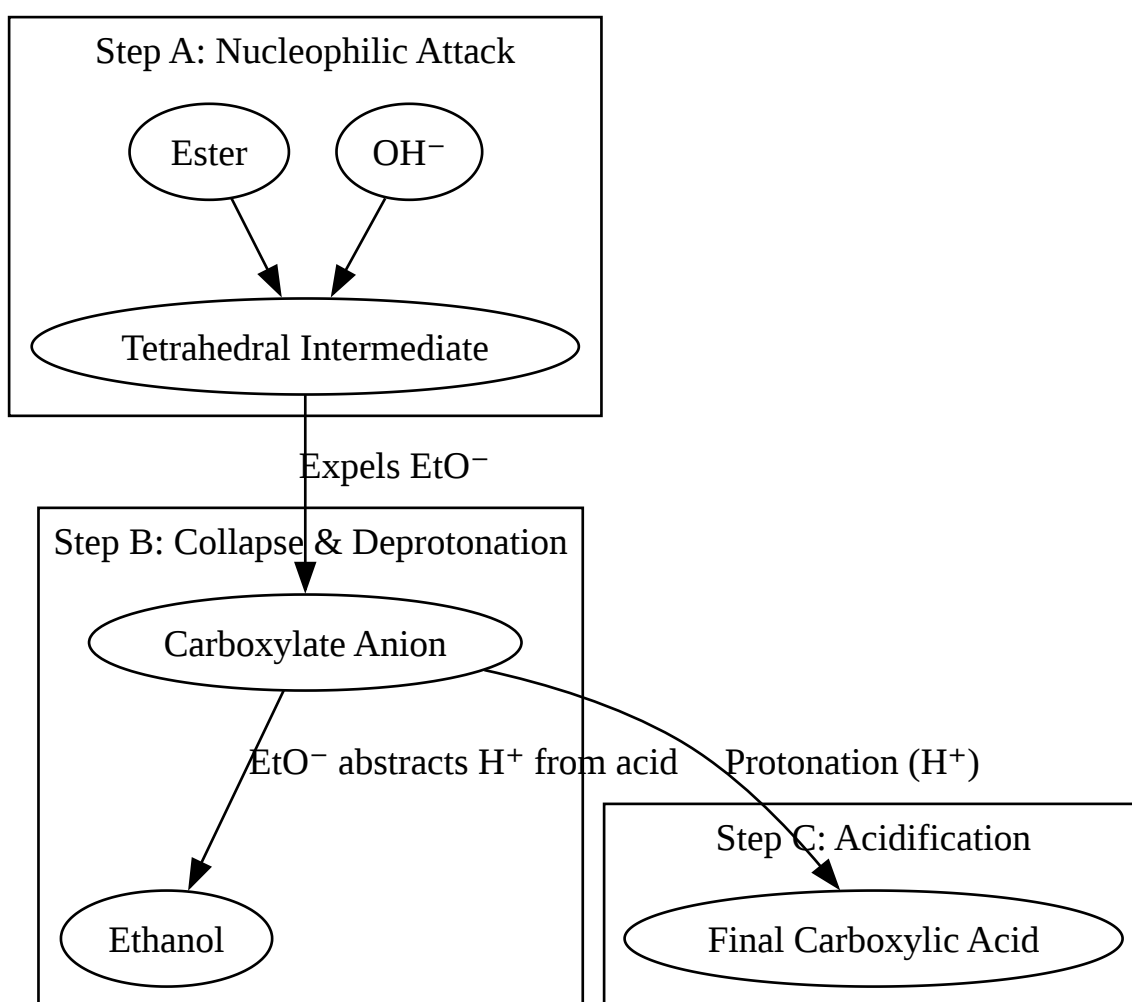 Step A: Nucleophilic Attack
Ester
OH⁻
Tetrahedral Intermediate
Expels EtO⁻
Step B: Collapse & Deprotonation
Carboxylate Anion
EtO⁻ abstracts H⁺ from acid
Protonation (H⁺)
Step C: Acidification
Ethanol
Final Carboxylic Acid